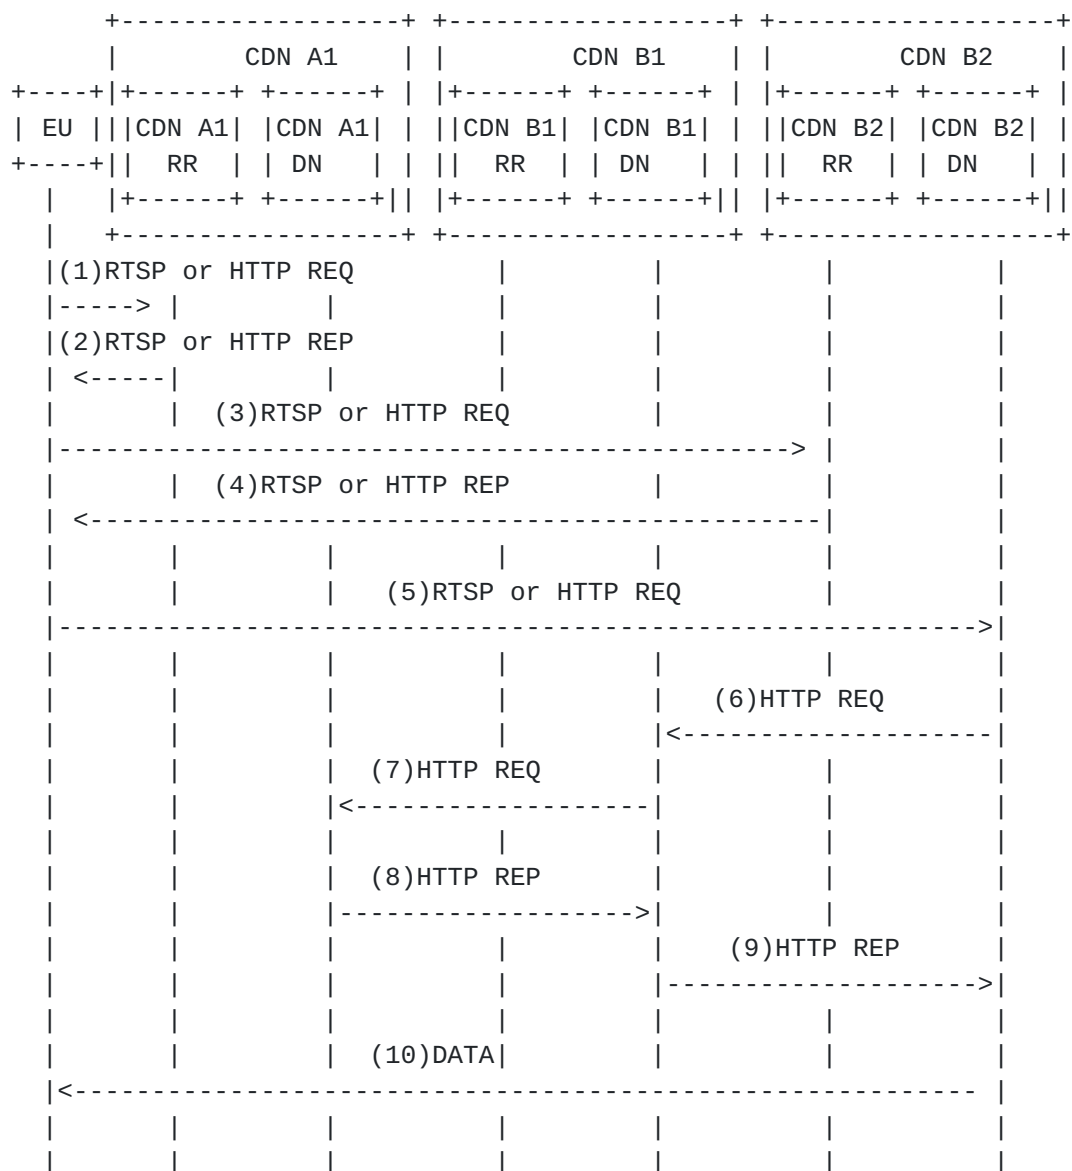 CDN A1 CDN B1 CDN B2
EU CDN A1 CDN A1 CDN B1 CDN B1 CDN B2 CDN B2
RR DN RR DN RR DN
(1)RTSP or HTTP REQ
(2)RTSP or HTTP REP
(3)RTSP or HTTP REQ
(4)RTSP or HTTP REP
(5)RTSP or HTTP REQ
(6)HTTP REQ
(7)HTTP REQ
(8)HTTP REP
(9)HTTP REP
(10)DATA